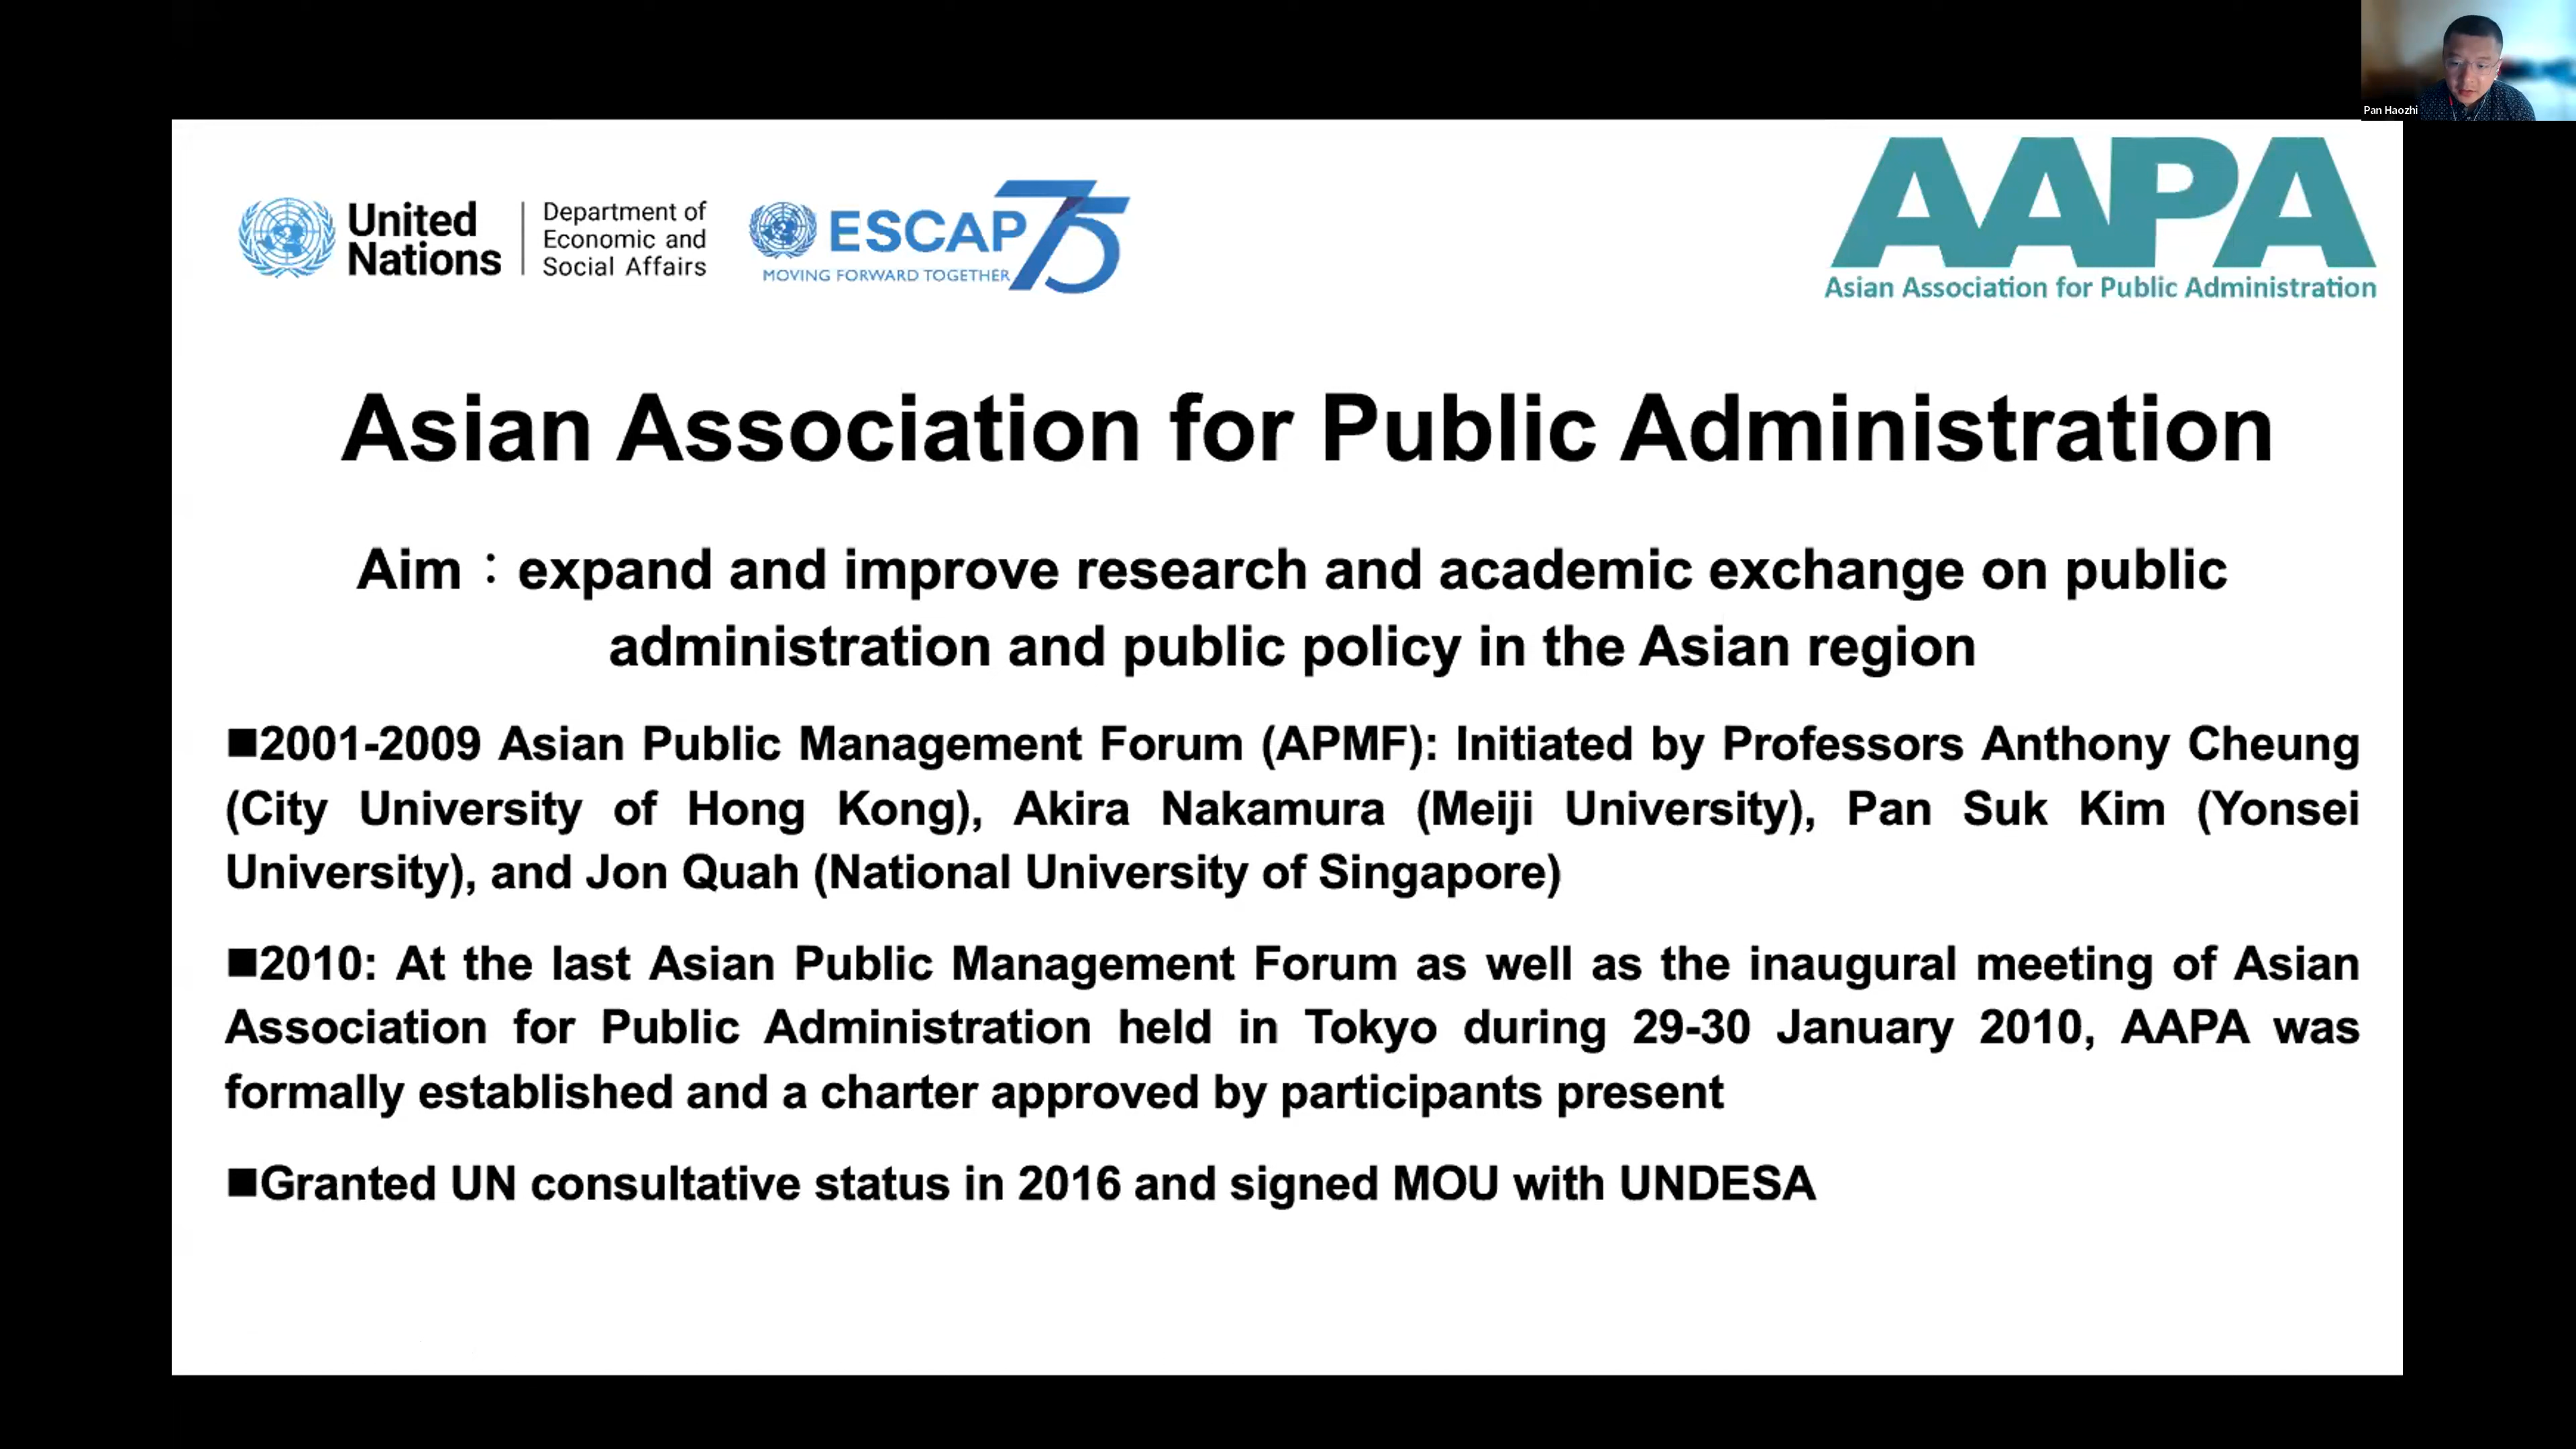 Pan Haozhi
United Nations
Department of Economic and Social Affairs
ESCAP 75
MOVING FORWARD TOGETHER
AAPA
Asian Association for Public Administration
Asian Association for Public Administration
Aim：expand and improve research and academic exchange on public
administration and public policy in the Asian region
■2001-2009 Asian Public Management Forum (APMF): Initiated by Professors Anthony Cheung
(City University of Hong Kong), Akira Nakamura (Meiji University), Pan Suk Kim (Yonsei
University), and Jon Quah (National University of Singapore)
■2010: At the last Asian Public Management Forum as well as the inaugural meeting of Asian
Association for Public Administration held in Tokyo during 29-30 January 2010, AAPA was
formally established and a charter approved by participants present
■Granted UN consultative status in 2016 and signed MOU with UNDESA